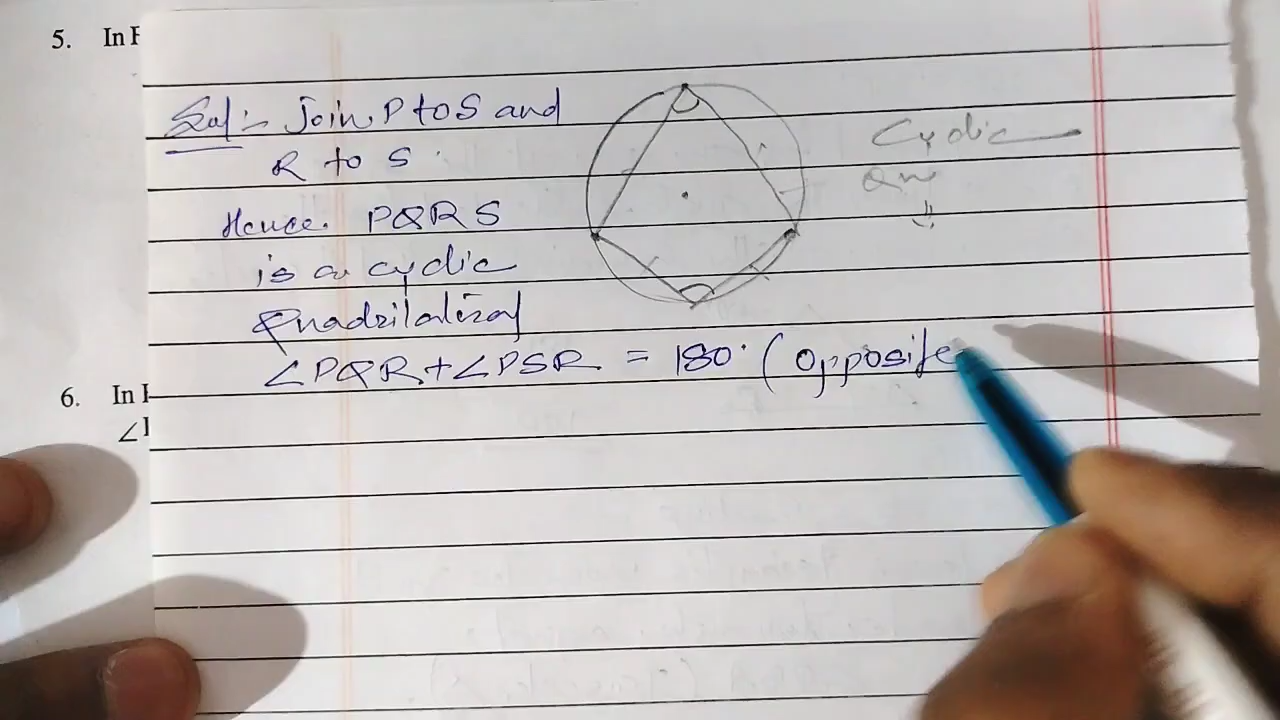 5. In F
Sol:- Join P to S and
R to S.
Hence. PQRS
is a cyclic
Quadrilateral
∠PQR+∠PSR = 180° (Opposite
Cyclic
6. In
∠